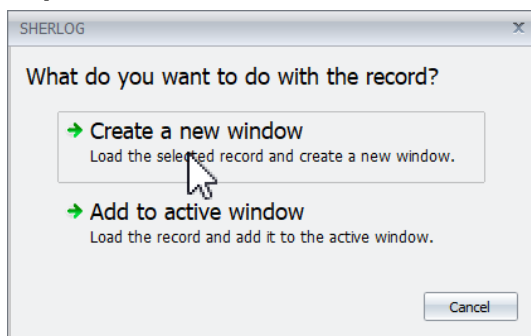 SHERLOG
What do you want to do with the record?
Create a new window
Load the selected record and create a new window.
Add to active window
Load the record and add it to the active window.
Cancel